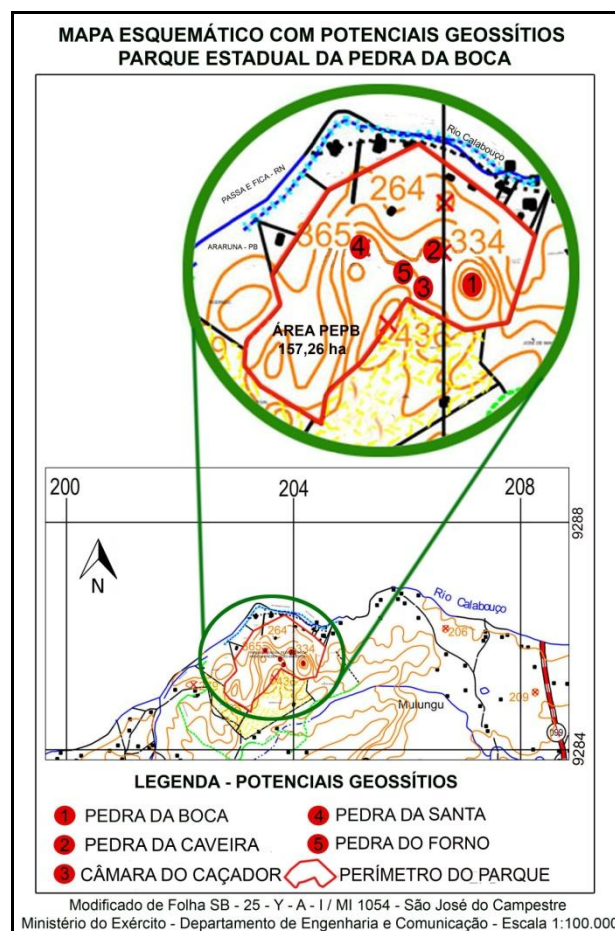 MAPA ESQUEMÁTICO COM POTENCIAIS GEOSSÍTIOS
PARQUE ESTADUAL DA PEDRA DA BOCA
Rio Calabouço
PASSA E FICA - RN
ARARUNA - PB
264
365
334
4
2
5
3
1
ÁREA PEPB
157,26 ha
200
204
208
9288
N
Rio Calabouço
264
365
334
206
209
Mulungu
9284
LEGENDA - POTENCIAIS GEOSSÍTIOS
1 PEDRA DA BOCA
4 PEDRA DA SANTA
2 PEDRA DA CAVEIRA
5 PEDRA DO FORNO
3 CÂMARA DO CAÇADOR
PERÍMETRO DO PARQUE
Modificado de Folha SB - 25 - Y - A - I / MI 1054 - São José do Campestre
Ministério do Exército - Departamento de Engenharia e Comunicação - Escala 1:100.000